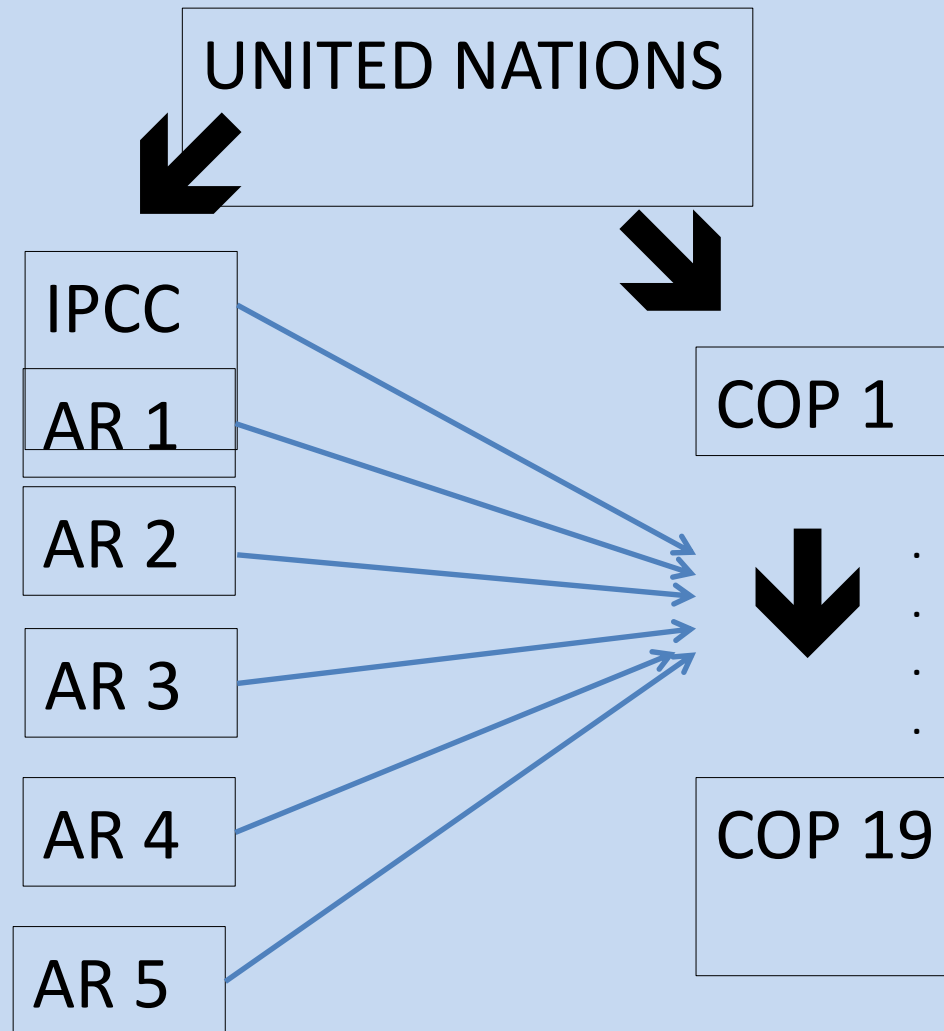 UNITED NATIONS
IPCC
AR 1
AR 2
AR 3
AR 4
AR 5
COP 1
.
.
.
.
COP 19